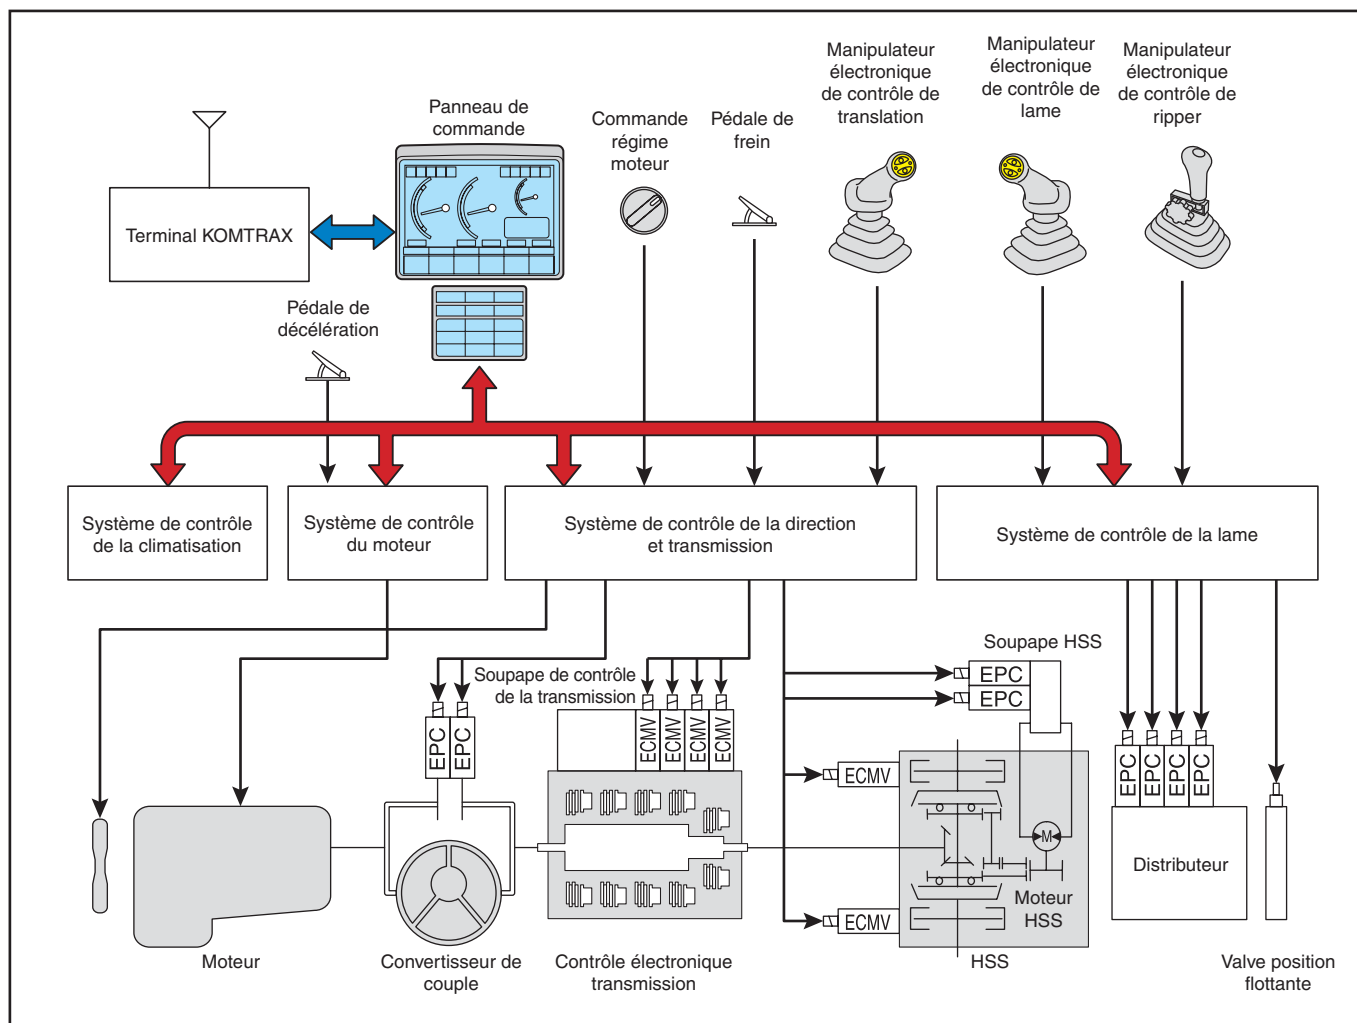 Manipulateur
électronique
de contrôle de
translation
Manipulateur
électronique
de contrôle de
lame
Manipulateur
électronique
de contrôle de
ripper
Panneau de
commande
Commande
régime
moteur
Pédale de
frein
Terminal KOMTRAX
Pédale de
décélération
Système de contrôle
de la climatisation
Système de contrôle
du moteur
Système de contrôle de la direction
et transmission
Système de contrôle de la lame
Soupape de contrôle
de la transmission
Soupape HSS
EPC
EPC
EPC
EPC
ECMV
ECMV
ECMV
ECMV
ECMV
ECMV
EPC
EPC
EPC
EPC
M
Moteur
HSS
Distributeur
Moteur
Convertisseur de
couple
Contrôle électronique
transmission
HSS
Valve position
flottante